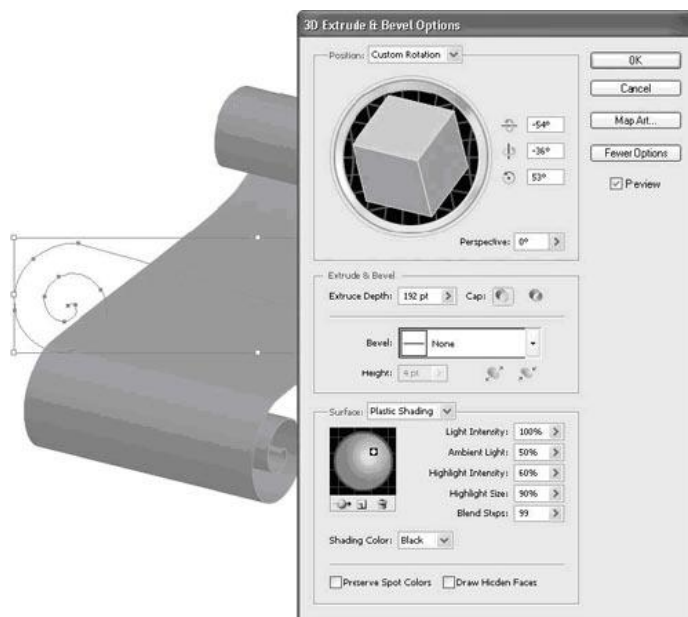 3D Extrude & Bevel Options
Position: Custom Rotation
OK
Cancel
Map Art...
Fewer Options
Preview
-54°
-36°
53°
Perspective: 0°
Extrude & Bevel
Extruce Depth: 192 pt Cap:
Bevel: None
Height: 4 pt
Surface: Plastic Shading
Light Intensity: 100%
Ambient Light: 50%
Highlight Intensity: 60%
Highlight Size: 90%
Blend Steps: 99
Shading Color: Black
Preserve Spot Colors Draw Hidden Faces